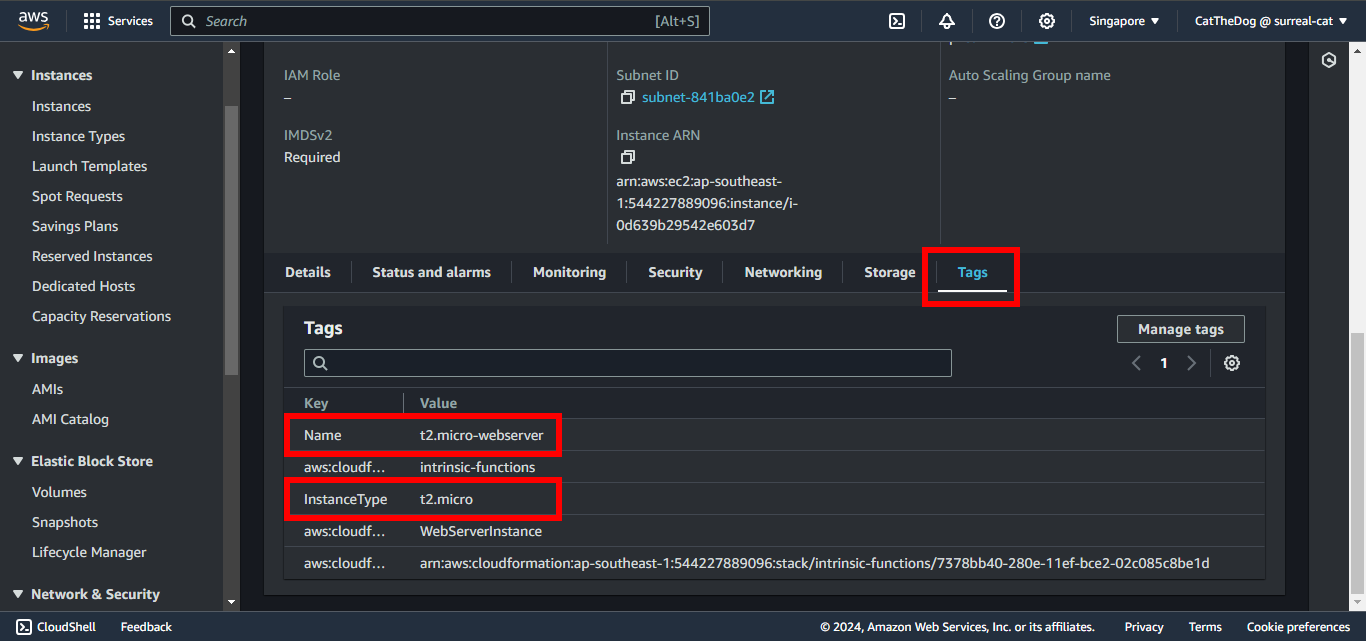 aws
Services
Search
[Alt+S]
Singapore
CatTheDog @ surreal-cat
Instances
Instances
Instance Types
Launch Templates
Spot Requests
Savings Plans
Reserved Instances
Dedicated Hosts
Capacity Reservations
Images
AMIs
AMI Catalog
Elastic Block Store
Volumes
Snapshots
Lifecycle Manager
Network & Security
IAM Role
–
IMDSv2
Required
Subnet ID
subnet-841ba0e2
Instance ARN
arn:aws:ec2:ap-southeast-
1:544227889096:instance/i-
0d639b29542e603d7
Auto Scaling Group name
–
Details
Status and alarms
Monitoring
Security
Networking
Storage
Tags
Tags
Manage tags
1
Key Value
Name t2.micro-webserver
aws:cloudf... intrinsic-functions
InstanceType t2.micro
aws:cloudf... WebServerInstance
aws:cloudf... arn:aws:cloudformation:ap-southeast-1:544227889096:stack/intrinsic-functions/7378bb40-280e-11ef-bce2-02c085c8be1d
CloudShell
Feedback
© 2024, Amazon Web Services, Inc. or its affiliates.
Privacy
Terms
Cookie preferences